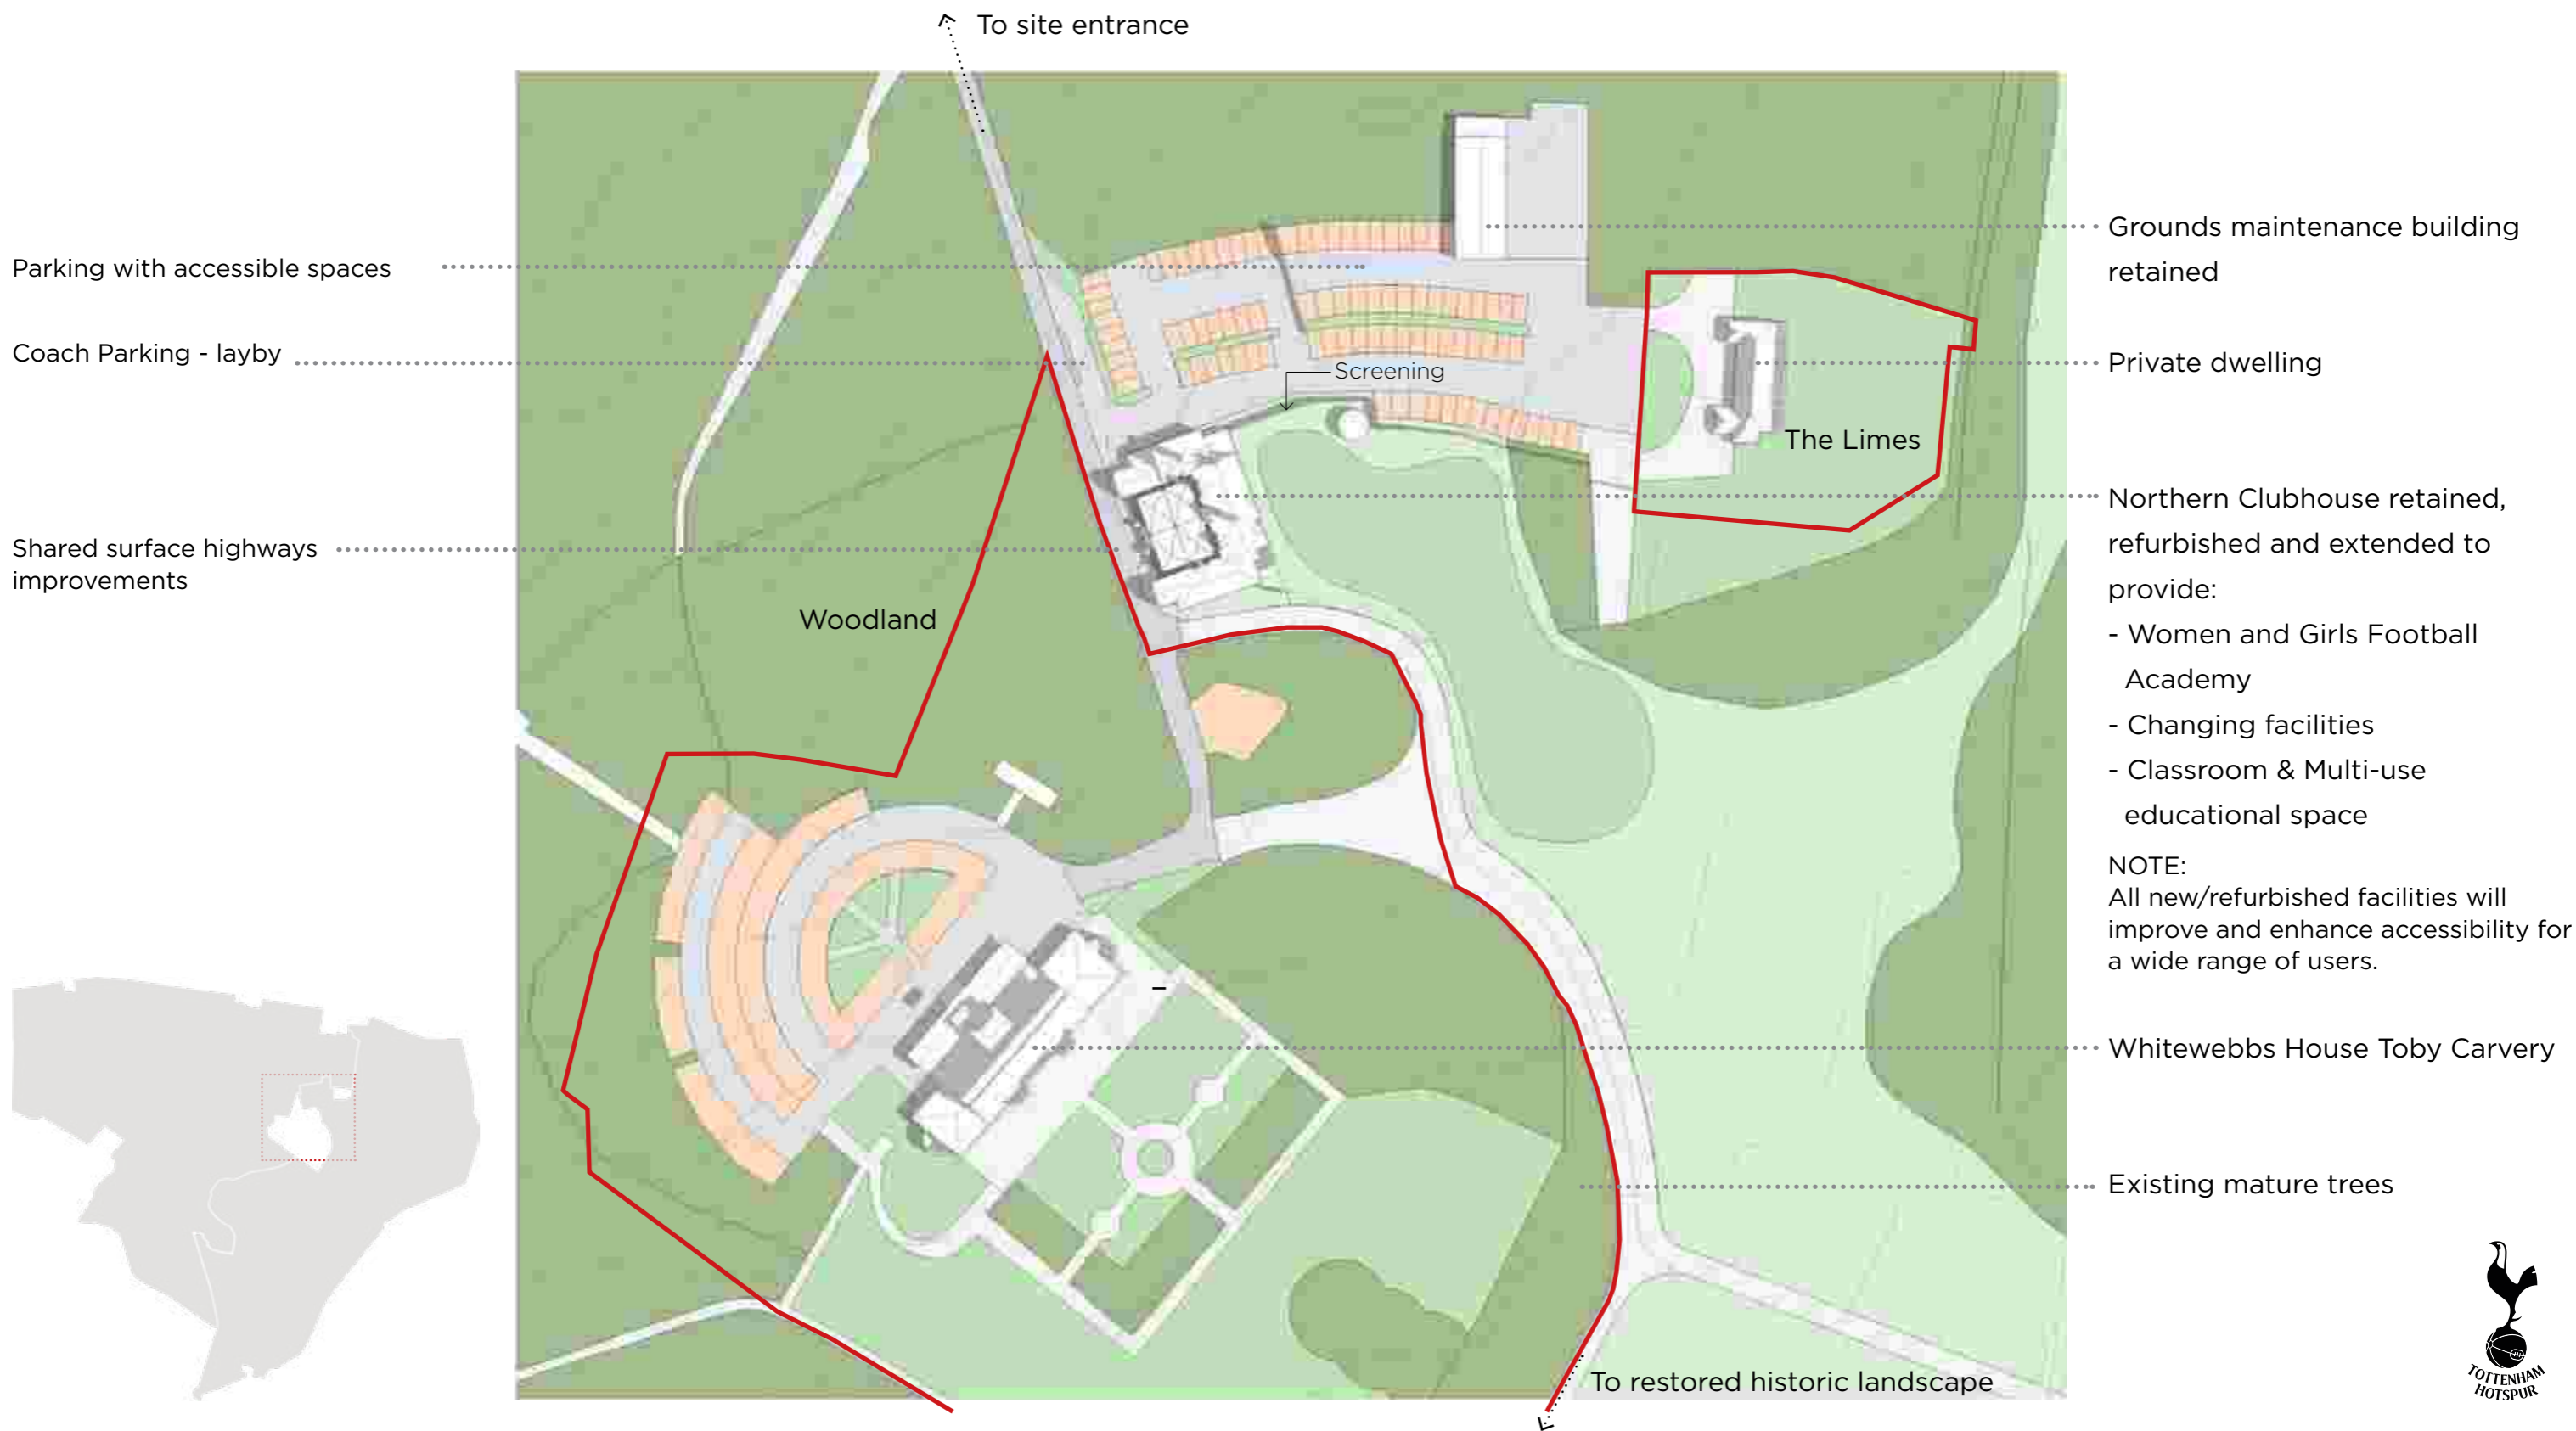 To site entrance
Parking with accessible spaces
Coach Parking - layby
Shared surface highways
improvements
Screening
The Limes
Woodland
To restored historic landscape
Grounds maintenance building
retained
Private dwelling
Northern Clubhouse retained,
refurbished and extended to
provide:
- Women and Girls Football
Academy
- Changing facilities
- Classroom & Multi-use
educational space
NOTE:
All new/refurbished facilities will
improve and enhance accessibility for
a wide range of users.
Whitewebbs House Toby Carvery
Existing mature trees
TOTTENHAM
HOTSPUR